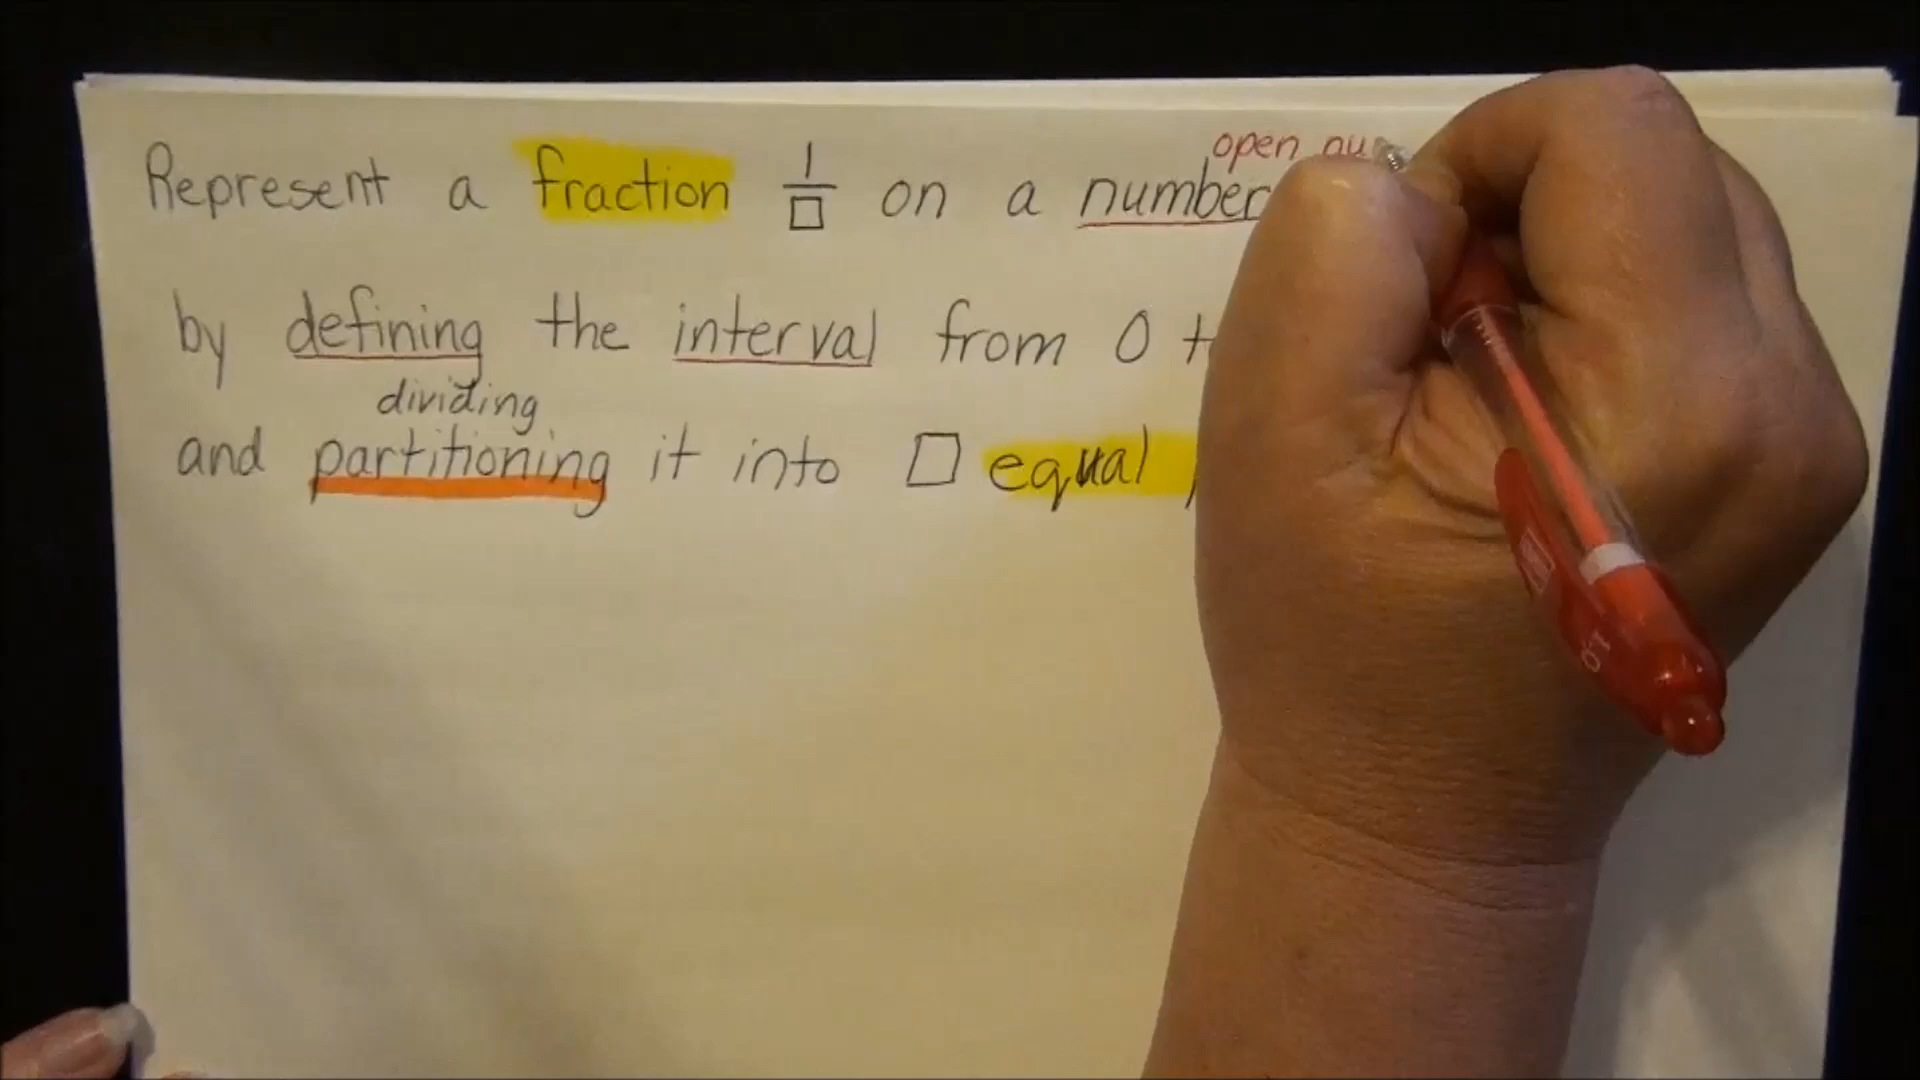 open nu
Represent a fraction 1/□ on a number
by defining the interval from 0 t
dividing
and partitioning it into □ equal